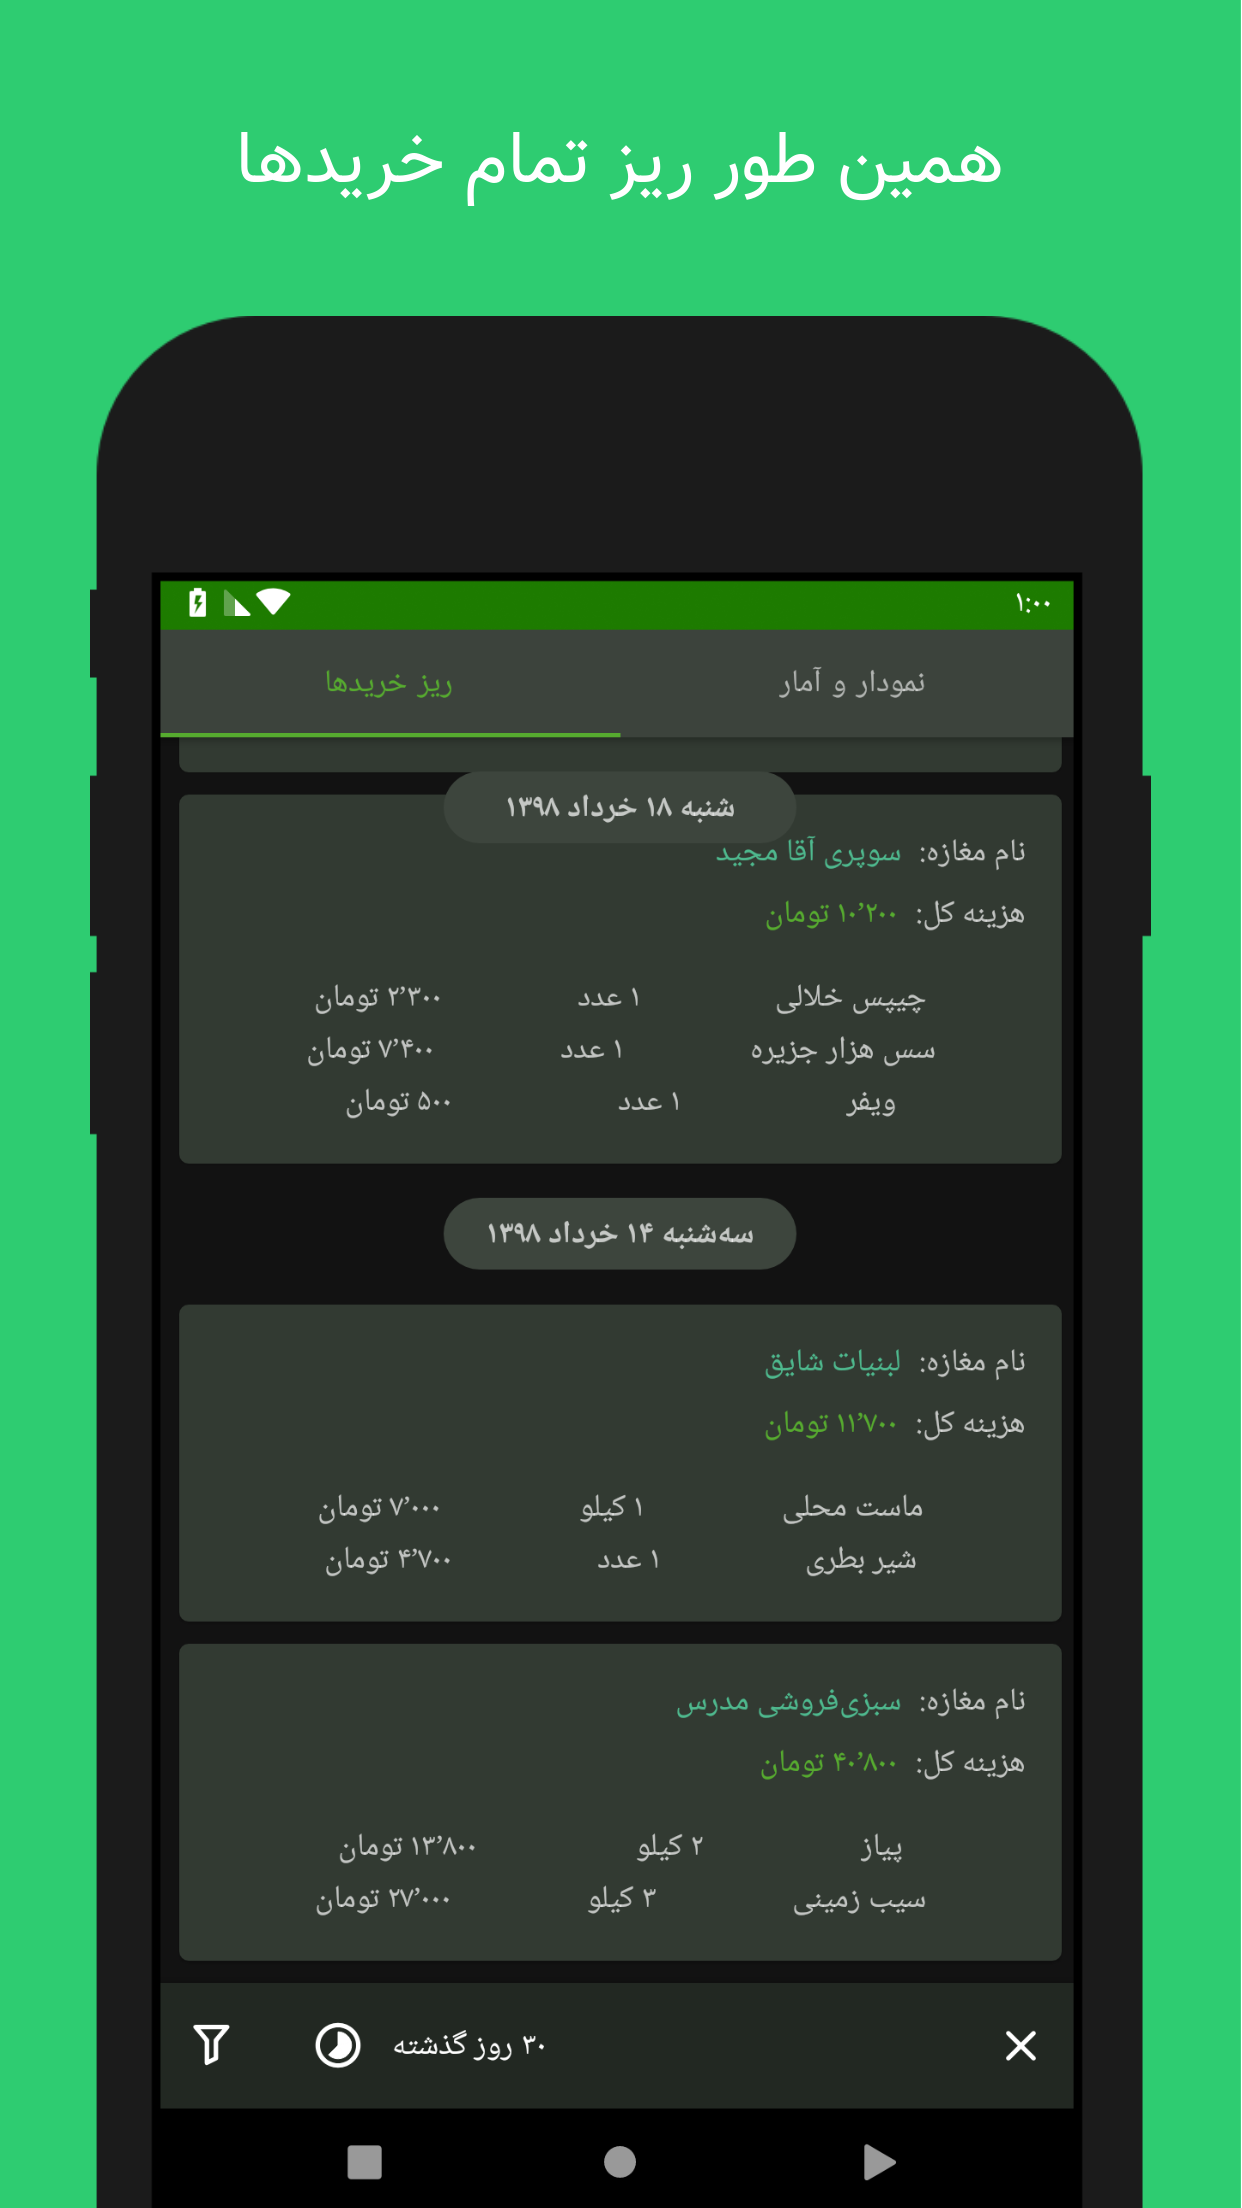 همین طور ریز تمام خریدها
۱:۰۰
نمودار و آمار
ریز خریدها
شنبه ۱۸ خرداد ۱۳۹۸
نام مغازه: سوپری آقا مجید
هزینه کل: ۱۰٬۲۰۰ تومان
چیپس خلالی ۱ عدد ۲٬۳۰۰ تومان
سس هزار جزیره ۱ عدد ۷٬۴۰۰ تومان
ویفر ۱ عدد ۵۰۰ تومان
سه‌شنبه ۱۴ خرداد ۱۳۹۸
نام مغازه: لبنیات شایق
هزینه کل: ۱۱٬۷۰۰ تومان
ماست محلی ۱ کیلو ۷٬۰۰۰ تومان
شیر بطری ۱ عدد ۴٬۷۰۰ تومان
نام مغازه: سبزی‌فروشی مدرس
هزینه کل: ۴۰٬۸۰۰ تومان
پیاز ۲ کیلو ۱۳٬۸۰۰ تومان
سیب زمینی ۳ کیلو ۲۷٬۰۰۰ تومان
۳۰ روز گذشته